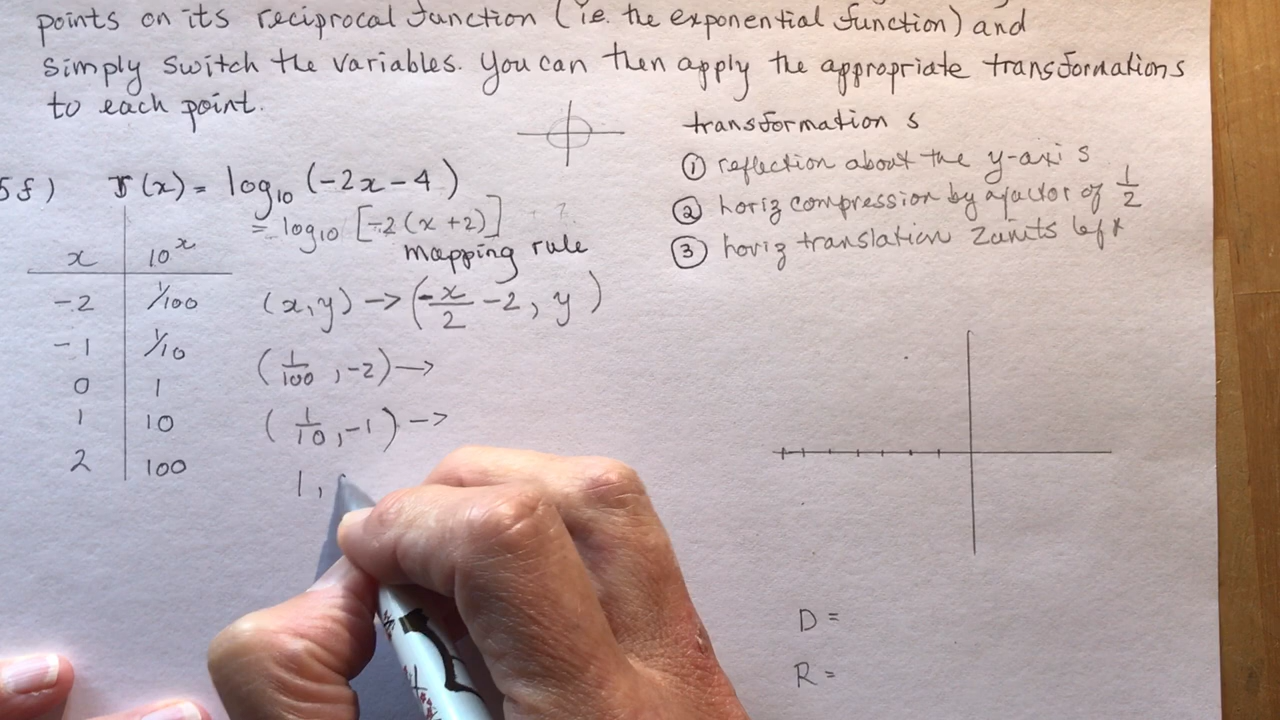 points on its reciprocal function (ie. the exponential function) and
simply switch the variables. You can then apply the appropriate transformations
to each point.
transformations
① reflection about the y-axis
② horiz compression by a factor of 1/2
③ horiz translation 2 units left
5f) f(x) = log₁₀ (-2x-4)
= log₁₀ [-2(x+2)]
mapping rule
x 10ˣ
(x,y) -> (-x/2 -2, y)
-2 1/100
-1 1/10
0 1
1 10
2 100
(1/100, -2) ->
(1/10, -1) ->
1,
D =
R =